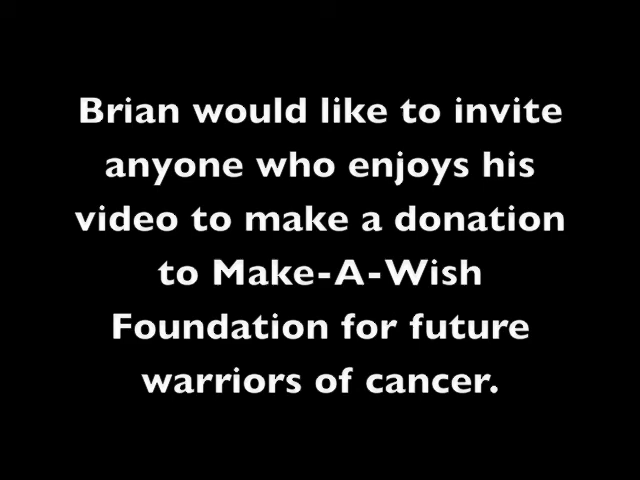 Brian would like to invite
anyone who enjoys his
video to make a donation
to Make-A-Wish
Foundation for future
warriors of cancer.